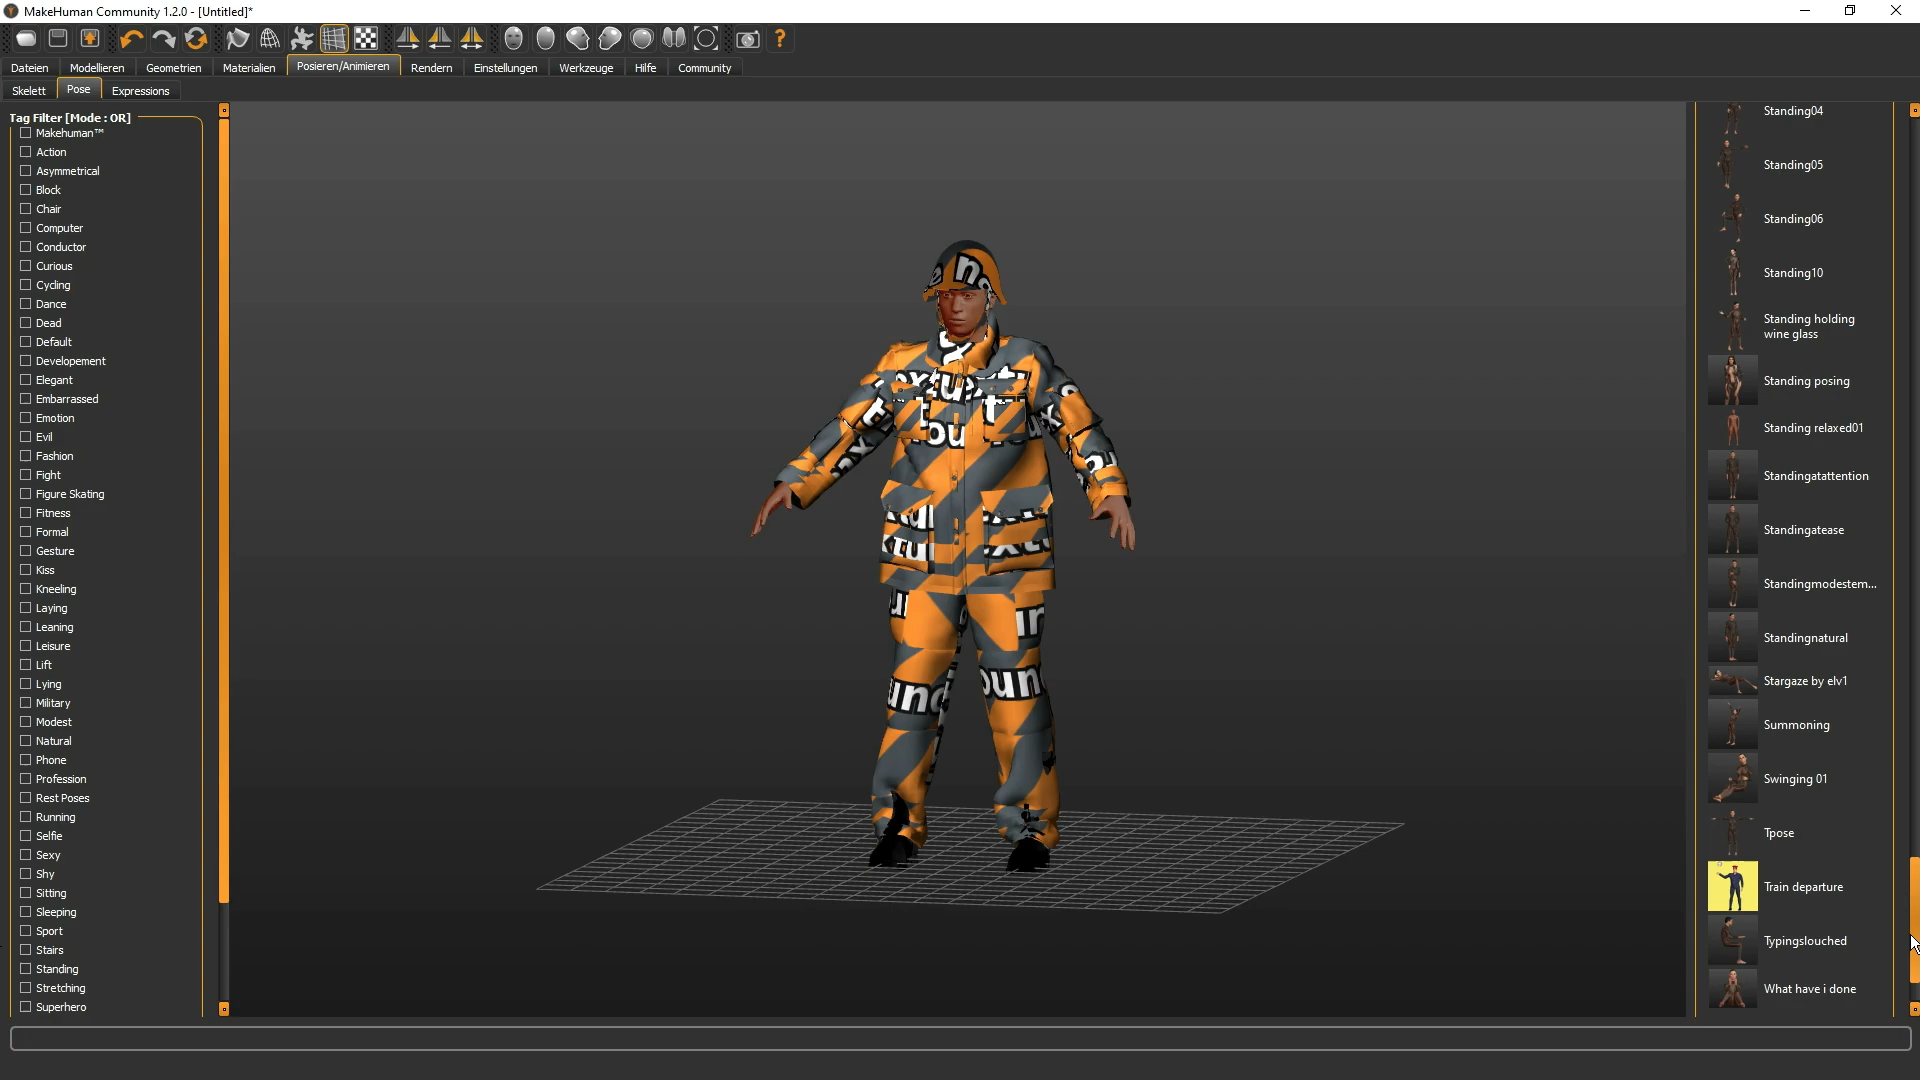 MakeHuman Community 1.2.0 - [Untitled]*
Dateien Modellieren Geometrien Materialien Posieren/Animieren Rendern Einstellungen Werkzeuge Hilfe Community
Skelett Pose Expressions
Tag Filter [Mode : OR]
Makehuman™
Action
Asymmetrical
Block
Chair
Computer
Conductor
Curious
Cycling
Dance
Dead
Default
Developement
Elegant
Embarrassed
Emotion
Evil
Fashion
Fight
Figure Skating
Fitness
Formal
Gesture
Kiss
Kneeling
Laying
Leaning
Leisure
Lift
Lying
Military
Modest
Natural
Phone
Profession
Rest Poses
Running
Selfie
Sexy
Shy
Sitting
Sleeping
Sport
Stairs
Standing
Stretching
Superhero
Standing04
Standing05
Standing06
Standing10
Standing holding
wine glass
Standing posing
Standing relaxed01
Standingatattention
Standingatease
Standingmodestem...
Standingnatural
Stargaze by elv1
Summoning
Swinging 01
Tpose
Train departure
Typingslouched
What have i done